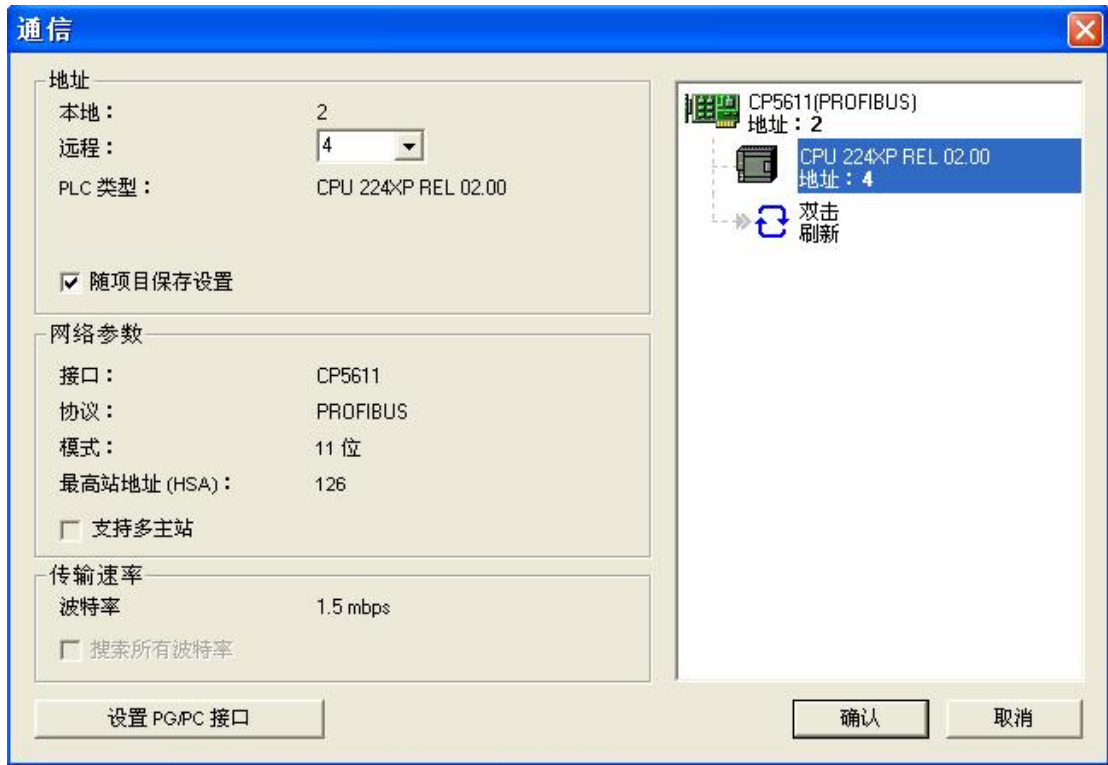 通信
地址
本地： 2
远程： 4
PLC 类型： CPU 224XP REL 02.00
随项目保存设置
网络参数
接口： CP5611
协议： PROFIBUS
模式： 11 位
最高站地址 (HSA)： 126
支持多主站
传输速率
波特率 1.5 mbps
搜索所有波特率
设置 PG/PC 接口
CP5611(PROFIBUS)
地址：2
CPU 224XP REL 02.00
地址：4
双击
刷新
确认 取消